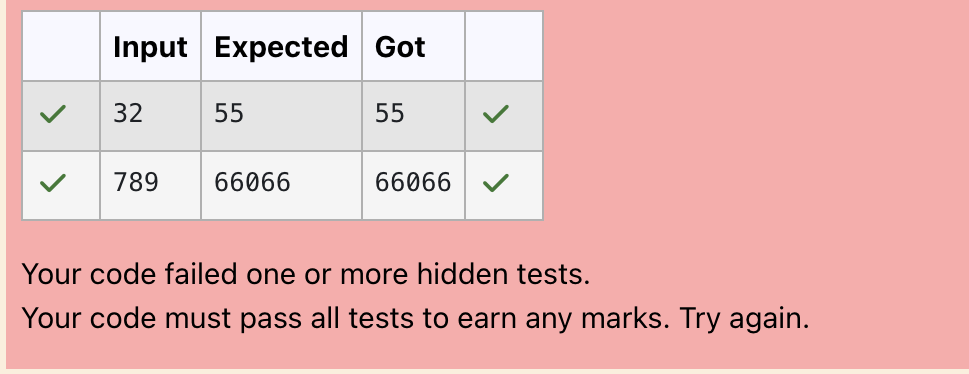 Input Expected Got
32 55 55
789 66066 66066
Your code failed one or more hidden tests.
Your code must pass all tests to earn any marks. Try again.